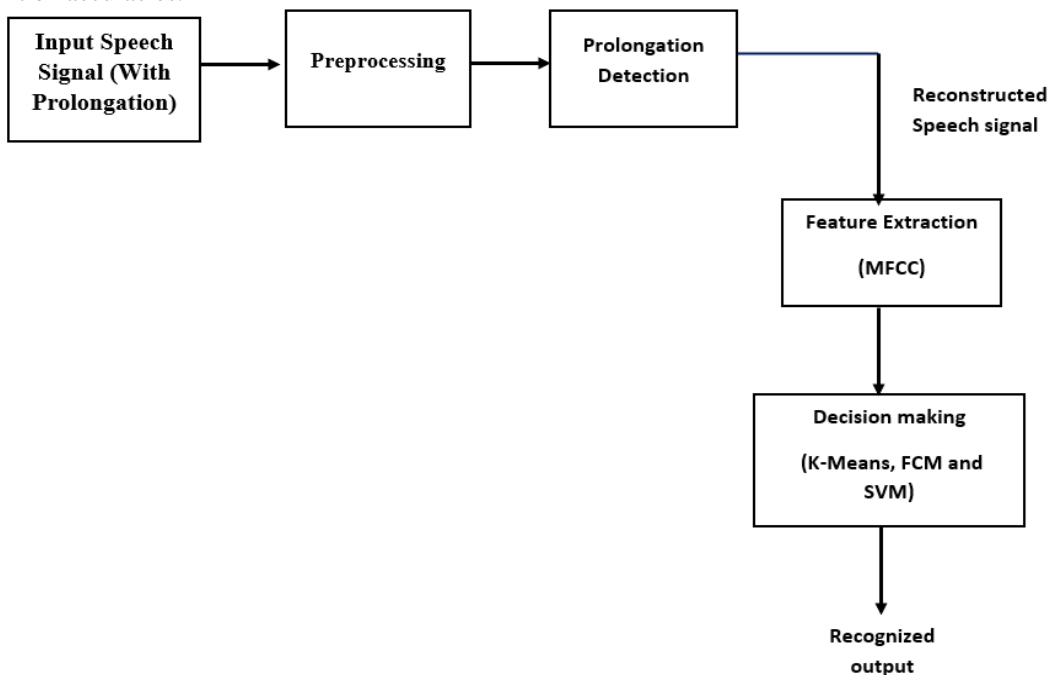 Input Speech
Signal (With
Prolongation)
Preprocessing
Prolongation
Detection
Reconstructed
Speech signal
Feature Extraction
(MFCC)
Decision making
(K-Means, FCM and
SVM)
Recognized
output